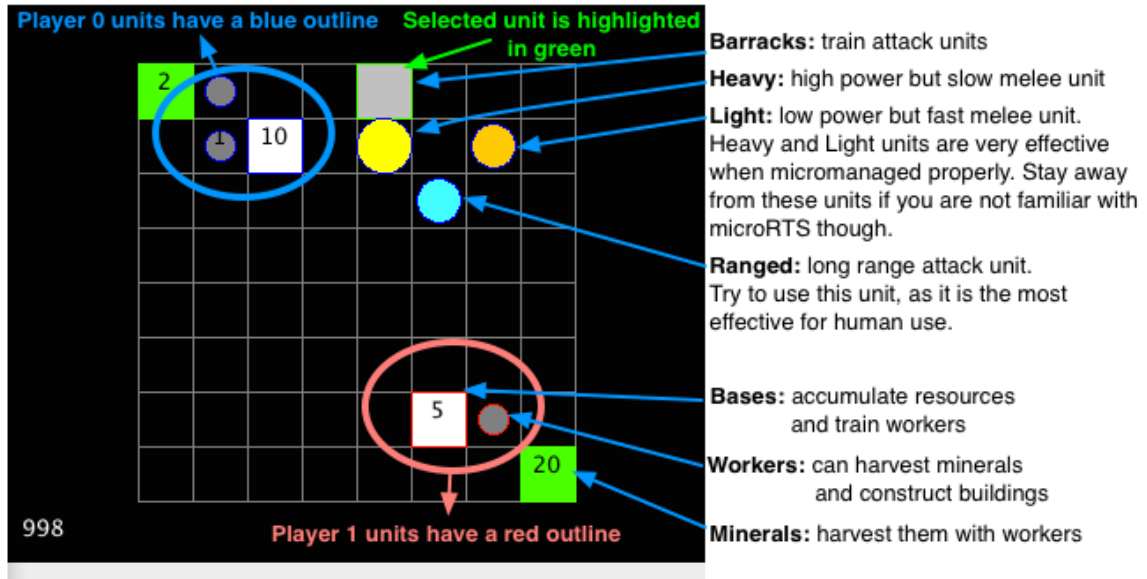 Player 0 units have a blue outline
Selected unit is highlighted
in green
2
1
10
5
20
998
Player 1 units have a red outline
Barracks: train attack units
Heavy: high power but slow melee unit
Light: low power but fast melee unit.
Heavy and Light units are very effective
when micromanaged properly. Stay away
from these units if you are not familiar with
microRTS though.
Ranged: long range attack unit.
Try to use this unit, as it is the most
effective for human use.
Bases: accumulate resources
and train workers
Workers: can harvest minerals
and construct buildings
Minerals: harvest them with workers